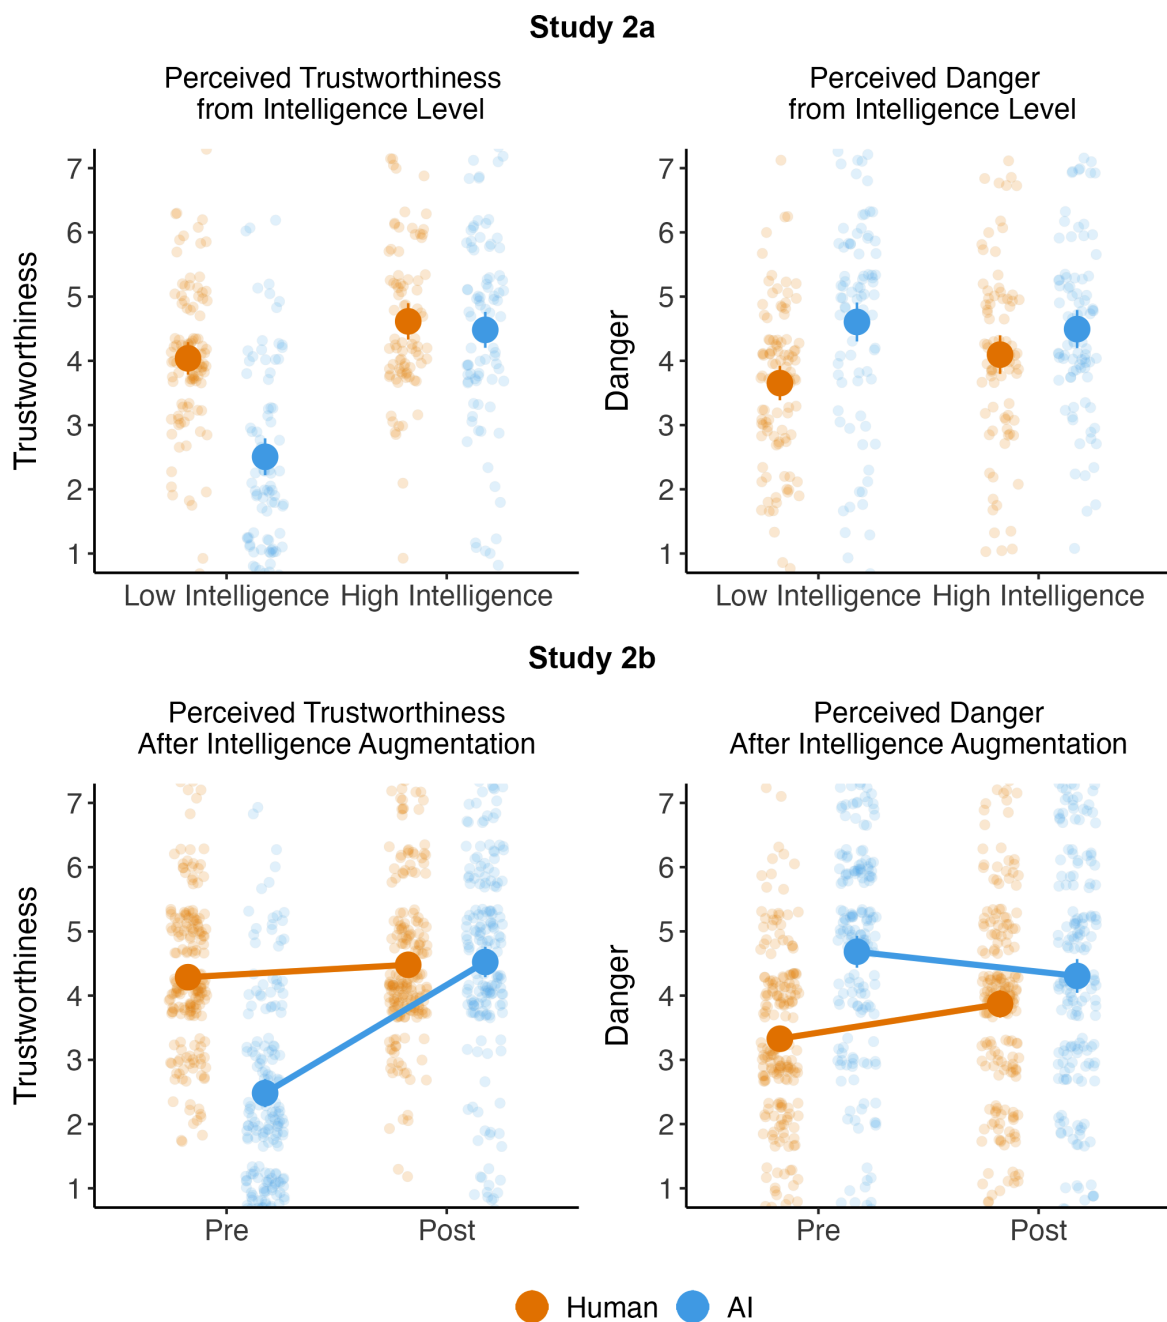 Study 2a
Perceived Trustworthiness
from Intelligence Level
Trustworthiness
7
6
5
4
3
2
1
Low Intelligence
High Intelligence
Perceived Danger
from Intelligence Level
Danger
7
6
5
4
3
2
1
Low Intelligence
High Intelligence
Study 2b
Perceived Trustworthiness
After Intelligence Augmentation
Trustworthiness
7
6
5
4
3
2
1
Pre
Post
Perceived Danger
After Intelligence Augmentation
Danger
7
6
5
4
3
2
1
Pre
Post
Human
AI